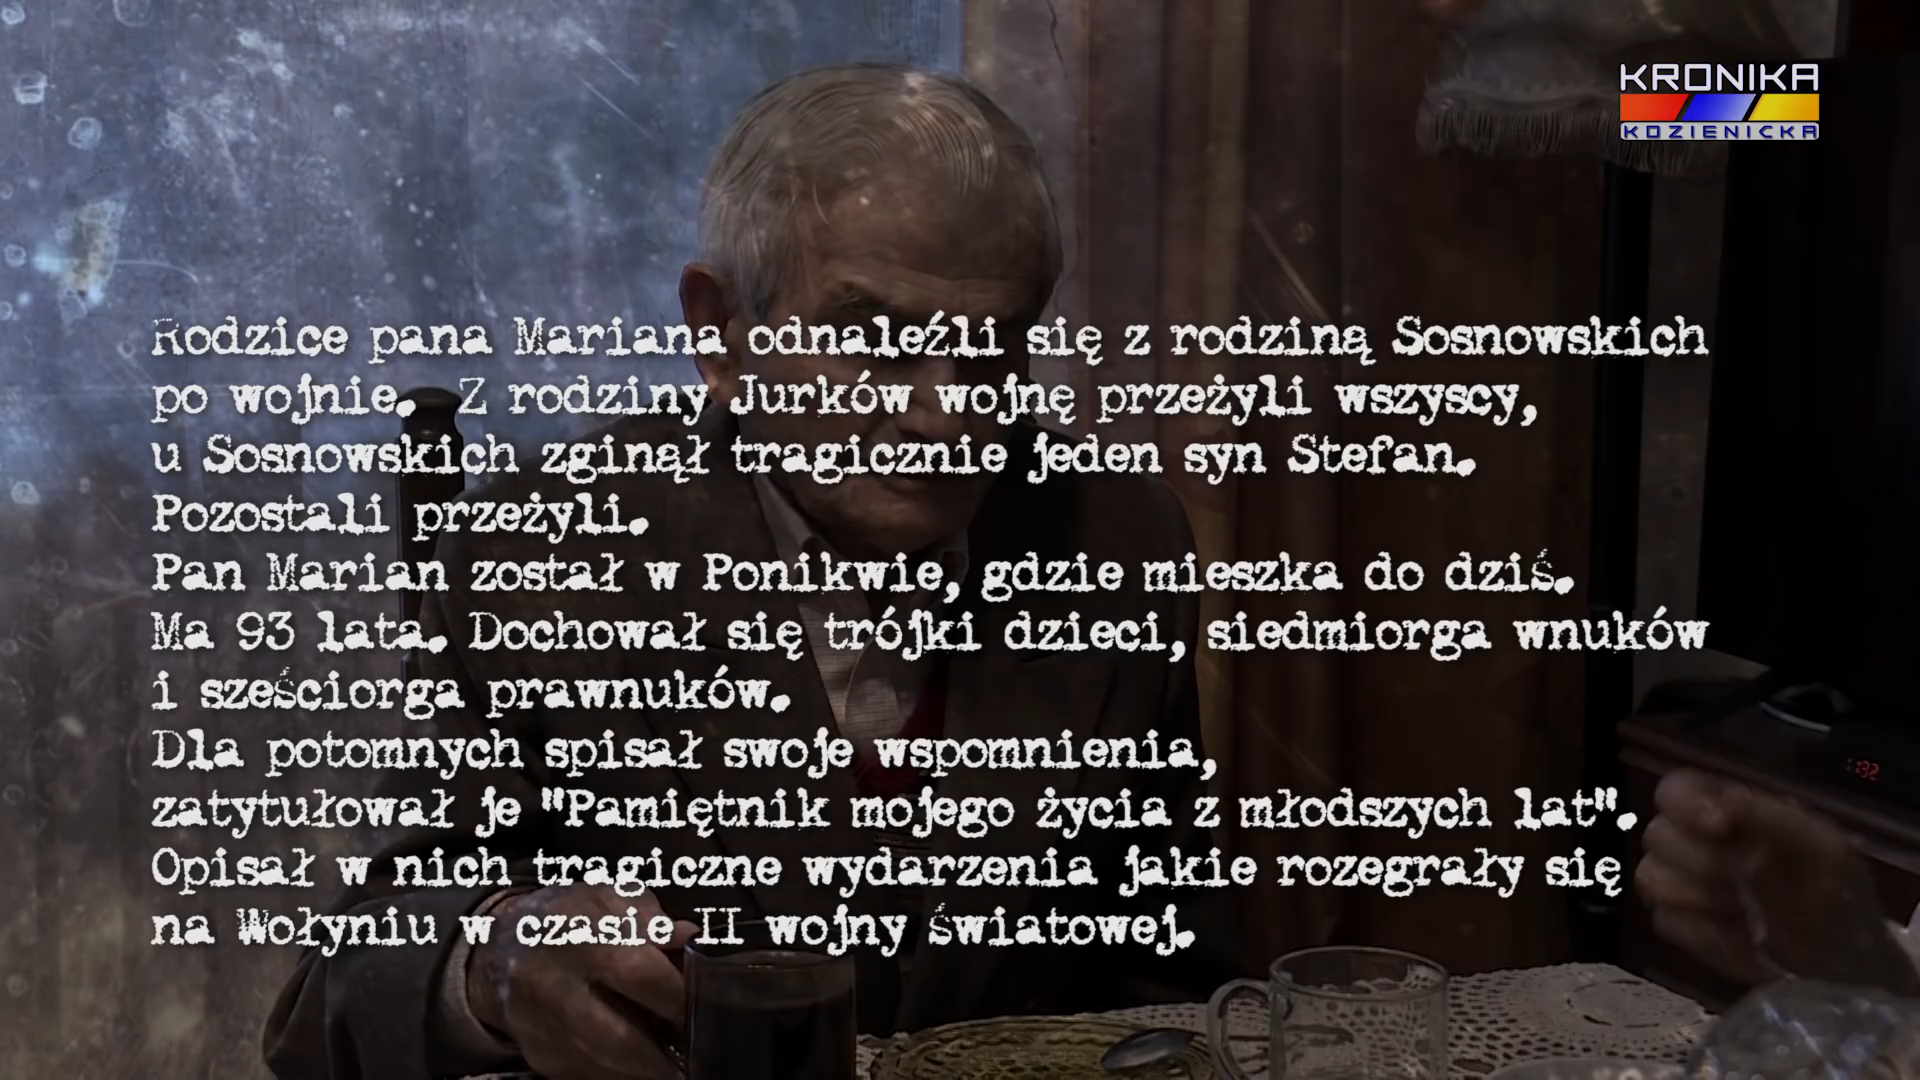 KRONIKA
KOZIENICKA
Rodzice pana Mariana odnaleźli się z rodziną Sosnowskich
po wojnie. Z rodziny Jurków wojnę przeżyli wszyscy,
u Sosnowskich zginął tragicznie jeden syn Stefan.
Pozostali przeżyli.
Pan Marian został w Ponikwie, gdzie mieszka do dziś.
Ma 93 lata. Dochował się trójki dzieci, siedmiorga wnuków
i sześciorga prawnuków.
Dla potomnych spisał swoje wspomnienia,
zatytułował je "Pamiętnik mojego życia z młodszych lat".
Opisał w nich tragiczne wydarzenia jakie rozegrały się
na Wołyniu w czasie II wojny światowej.